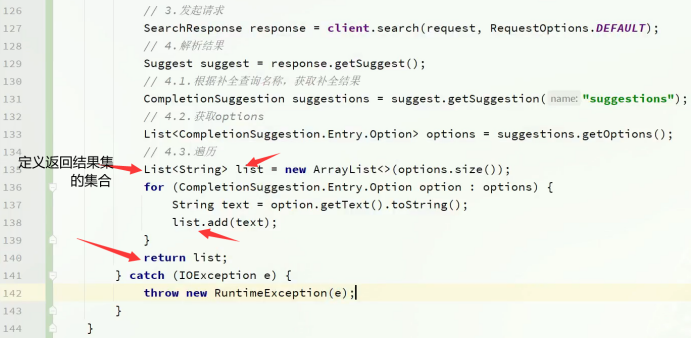 126 // 3.发起请求
127 SearchResponse response = client.search(request, RequestOptions.DEFAULT);
128 // 4.解析结果
129 Suggest suggest = response.getSuggest();
130 // 4.1.根据补全查询名称，获取补全结果
131 CompletionSuggestion suggestions = suggest.getSuggestion( name: "suggestions");
132 // 4.2.获取options
133 List<CompletionSuggestion.Entry.Option> options = suggestions.getOptions();
134 // 4.3.遍历
定义返回结果集
的集合
135 List<String> list = new ArrayList<>(options.size());
136 for (CompletionSuggestion.Entry.Option option : options) {
137 String text = option.getText().toString();
138 list.add(text);
139 }
140 return list;
141 } catch (IOException e) {
142 throw new RuntimeException(e);
143 }
144 }